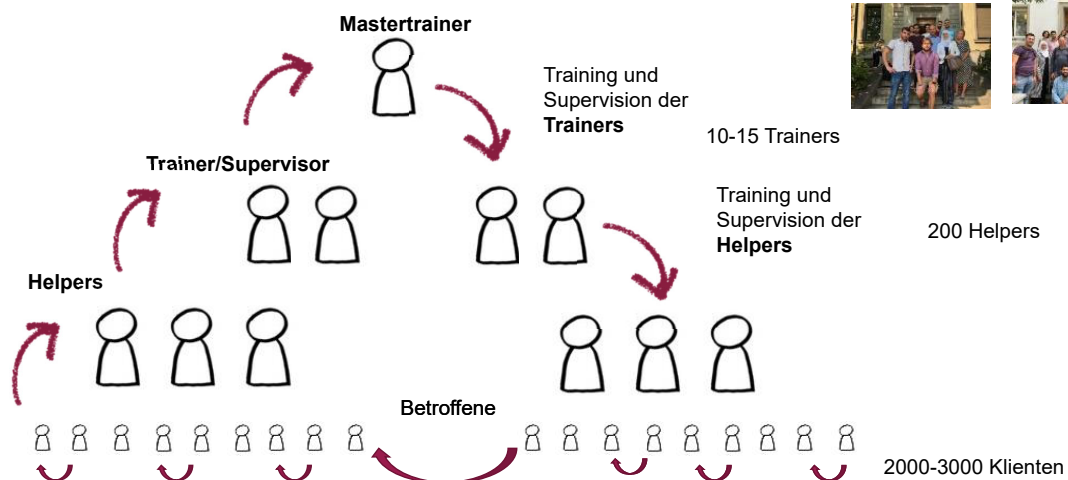 Mastertrainer
Training und
Supervision der
Trainers
10-15 Trainers
Trainer/Supervisor
Training und
Supervision der
Helpers
200 Helpers
Helpers
Betroffene
2000-3000 Klienten